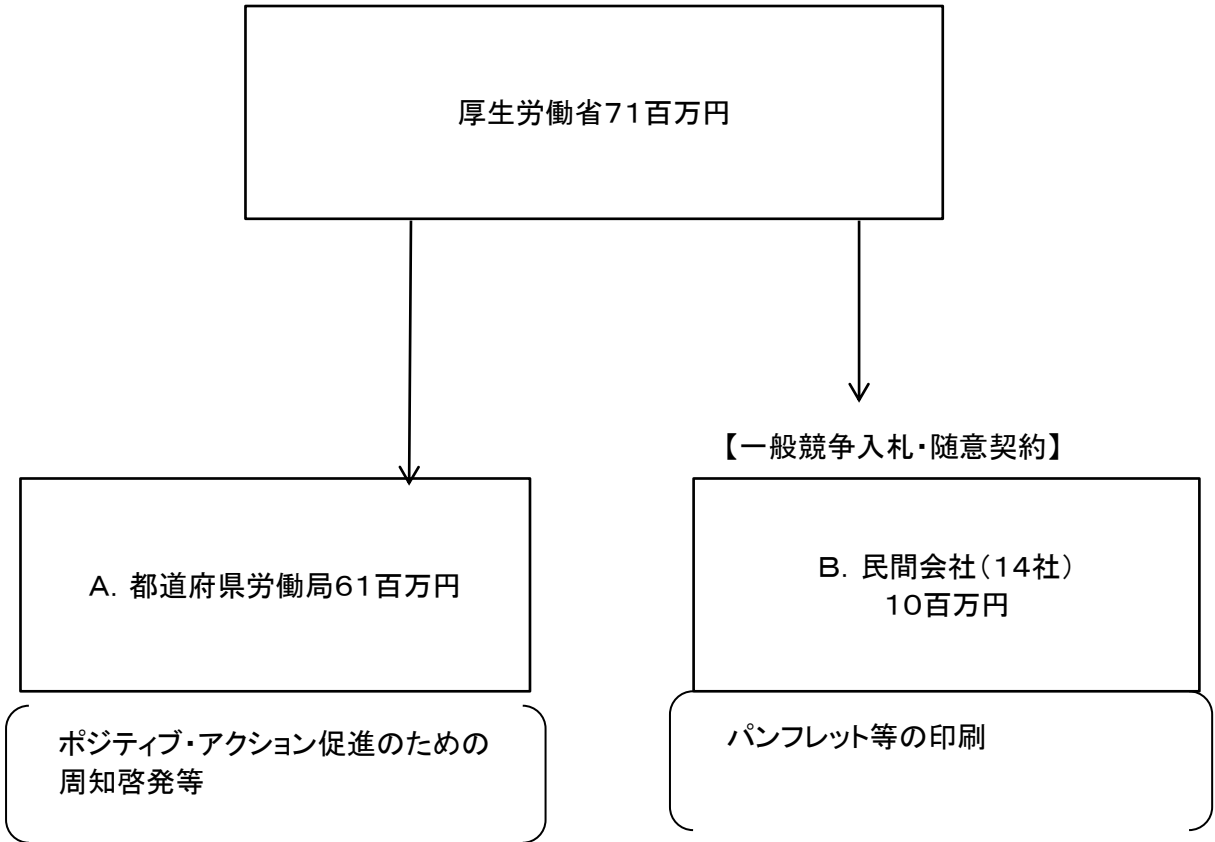 厚生労働省71百万円
【一般競争入札・随意契約】
A. 都道府県労働局61百万円
B. 民間会社(14社)
10百万円
ポジティブ・アクション促進のための
周知啓発等
パンフレット等の印刷